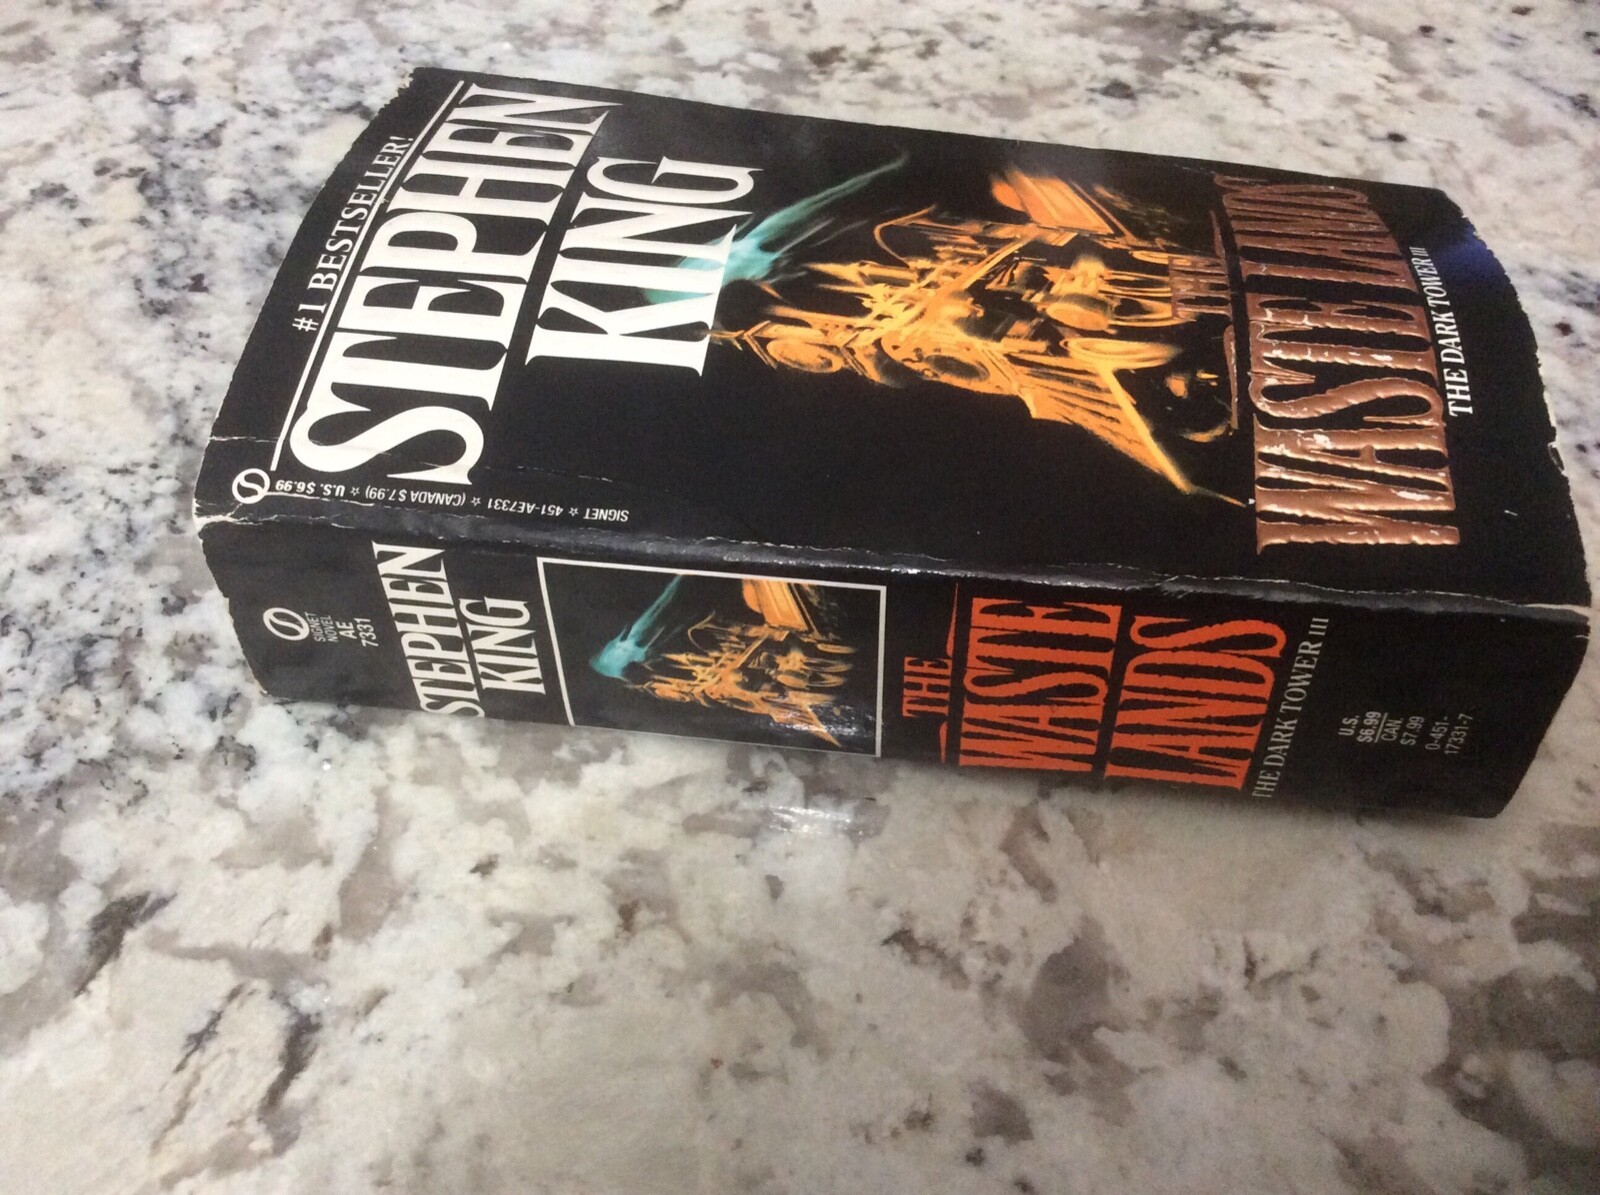 #1 BESTSELLER!
STEPHEN
KING
THE
WASTE LANDS
THE DARK TOWER III
SIGNET ☆ 451-AE7331 ☆ (CANADA $7.99) ☆ U.S. $6.99
SIGNET
NOVEL
AE
7331
STEPHEN
KING
THE
WASTE
LANDS
THE DARK TOWER III
U.S.
$6.99
CAN.
$7.99
0-451-
17331-7